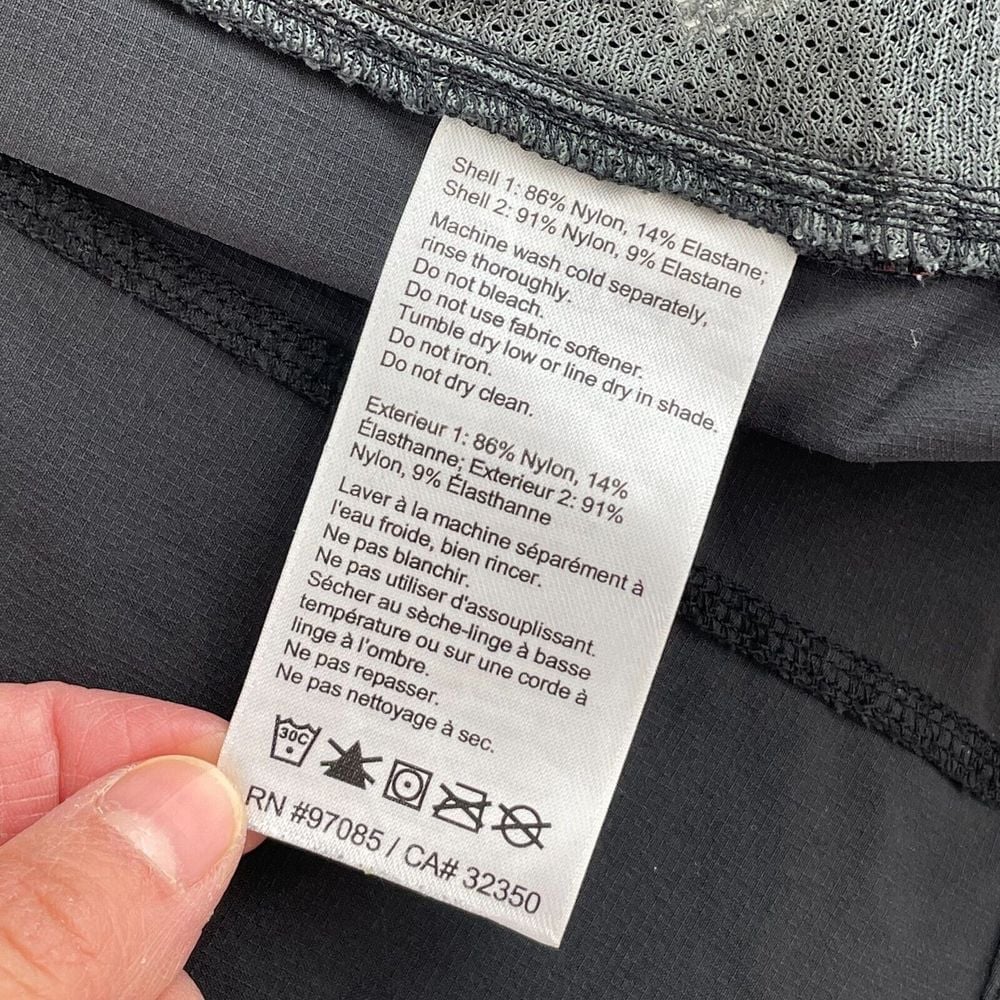 Shell 1: 86% Nylon, 14% Elastane;
Shell 2: 91% Nylon, 9% Elastane
Machine wash cold separately,
rinse thoroughly.
Do not bleach.
Do not use fabric softener.
Tumble dry low or line dry in shade.
Do not iron.
Do not dry clean.
Exterieur 1: 86% Nylon, 14%
Élasthanne; Exterieur 2: 91%
Nylon, 9% Élasthanne
Laver à la machine séparément à
l'eau froide, bien rincer.
Ne pas blanchir.
Ne pas utiliser d'assouplissant.
Sécher au sèche-linge à basse
température ou sur une corde à
linge à l'ombre.
Ne pas repasser.
Ne pas nettoyage à sec.
30C
RN #97085 / CA# 32350